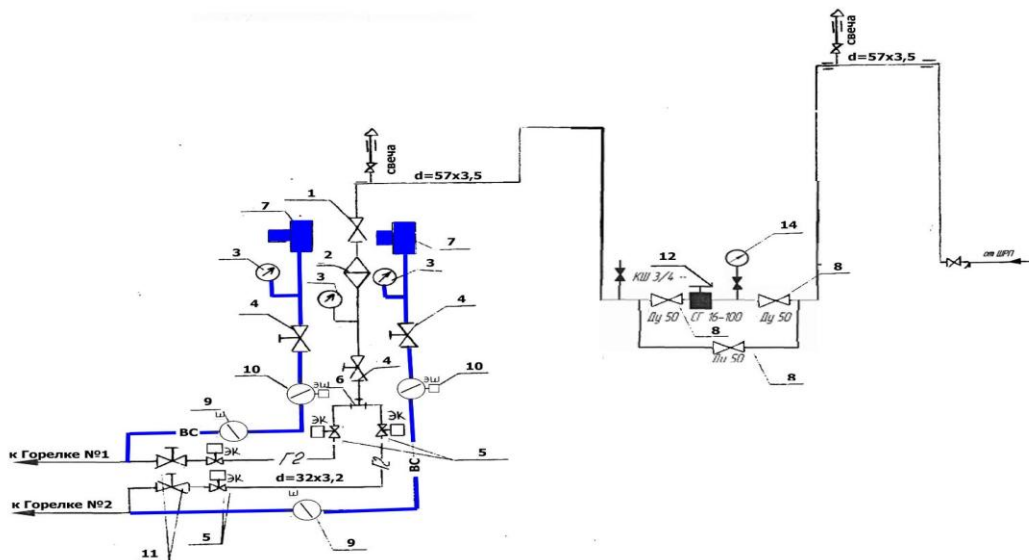 свеча
d=57x3,5
свеча
d=57x3,5
1
7
7
14
3
2
3
3
12
8
от ШРП
КШ 3/4
4
4
Ду 50
СГ 16-100
Ду 50
8
Ду 50
8
4
10
ЭШ
6
ЭШ
10
9
Ш
ЭК
ЭК
ВС
5
к Горелке №1
ЭК
Г2
Г2
ВС
ЭК
d=32x3,2
к Горелке №2
Ш
11
5
9